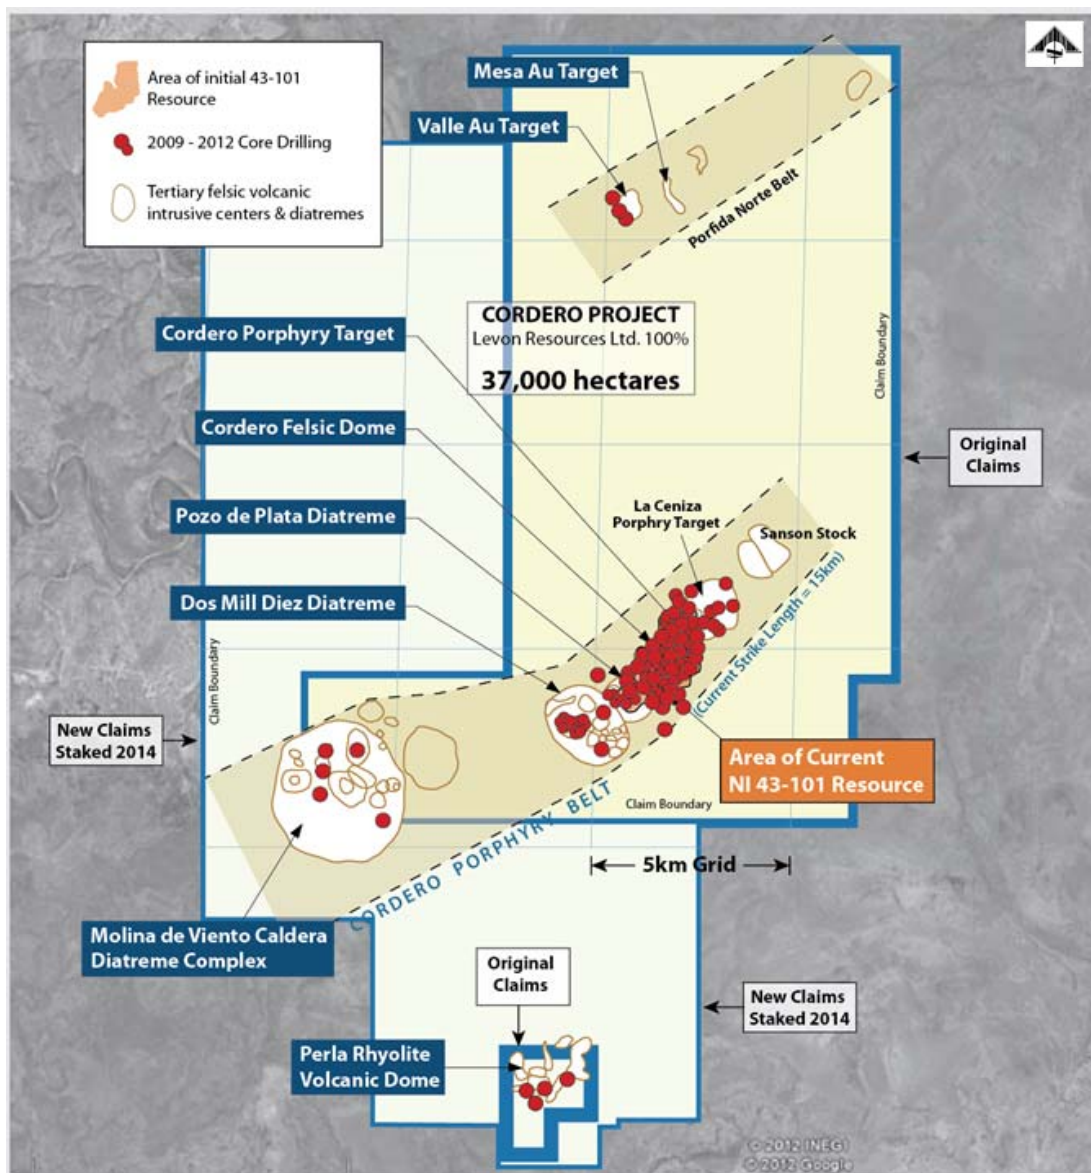 Area of initial 43-101
Resource
2009 - 2012 Core Drilling
Tertiary felsic volcanic
intrusive centers & diatremes
Mesa Au Target
Valle Au Target
Porfida Norte Belt
CORDERO PROJECT
Levon Resources Ltd. 100%
37,000 hectares
Claim Boundary
Cordero Porphyry Target
Cordero Felsic Dome
Pozo de Plata Diatreme
Dos Mill Diez Diatreme
Original
Claims
La Ceniza
Porphry Target
Sanson Stock
(Current Strike Length = 15km)
Claim Boundary
New Claims
Staked 2014
Area of Current
NI 43-101 Resource
Claim Boundary
CORDERO PORPHYRY BELT
5km Grid
Molina de Viento Caldera
Diatreme Complex
Original
Claims
New Claims
Staked 2014
Perla Rhyolite
Volcanic Dome
© 2012 INEGI
© 2012 Google